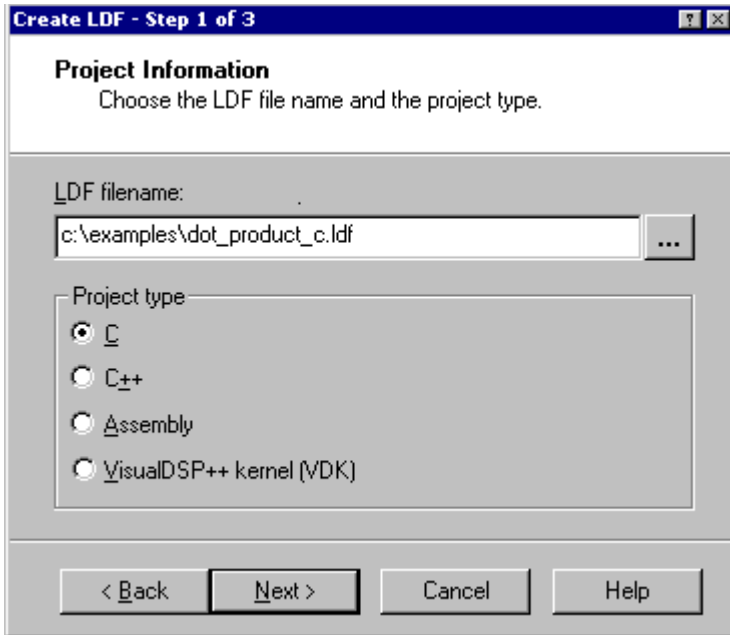 Create LDF - Step 1 of 3
Project Information
Choose the LDF file name and the project type.
LDF filename:
c:\examples\dot_product_c.ldf
...
Project type
C
C++
Assembly
VisualDSP++ kernel (VDK)
< Back Next > Cancel Help